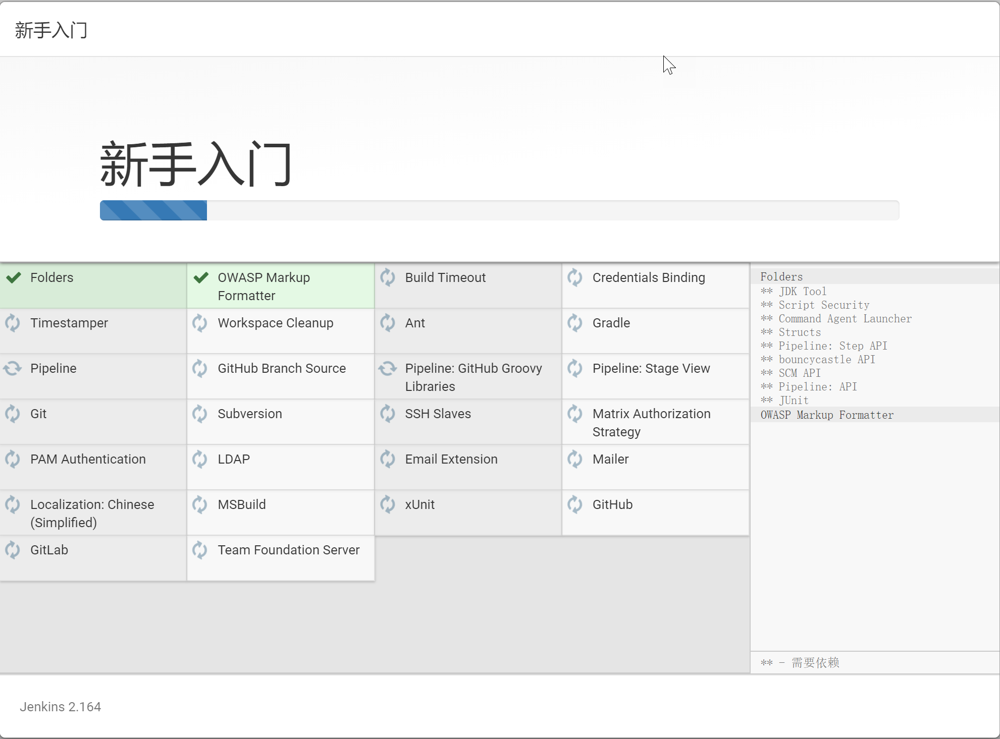 新手入门
新手入门
Folders
OWASP Markup
Formatter
Build Timeout
Credentials Binding
Timestamper
Workspace Cleanup
Ant
Gradle
Pipeline
GitHub Branch Source
Pipeline: GitHub Groovy
Libraries
Pipeline: Stage View
Git
Subversion
SSH Slaves
Matrix Authorization
Strategy
PAM Authentication
LDAP
Email Extension
Mailer
Localization: Chinese
(Simplified)
MSBuild
xUnit
GitHub
GitLab
Team Foundation Server
Folders
** JDK Tool
** Script Security
** Command Agent Launcher
** Structs
** Pipeline: Step API
** bouncycastle API
** SCM API
** Pipeline: API
** JUnit
OWASP Markup Formatter
** - 需要依赖
Jenkins 2.164